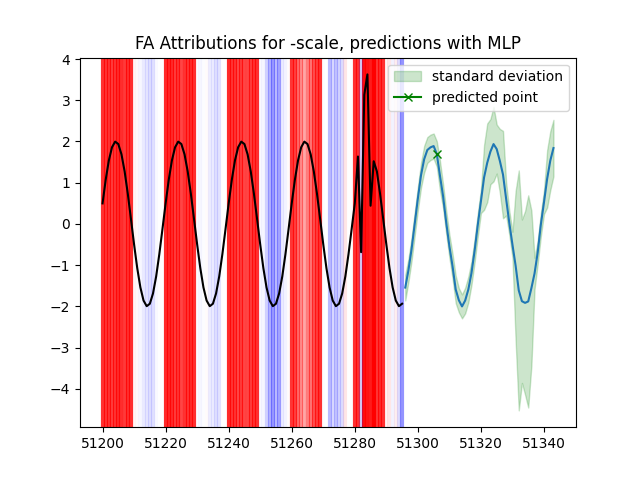 FA Attributions for -scale, predictions with MLP
standard deviation
predicted point
4
3
2
1
0
−1
−2
−3
−4
51200 51220 51240 51260 51280 51300 51320 51340